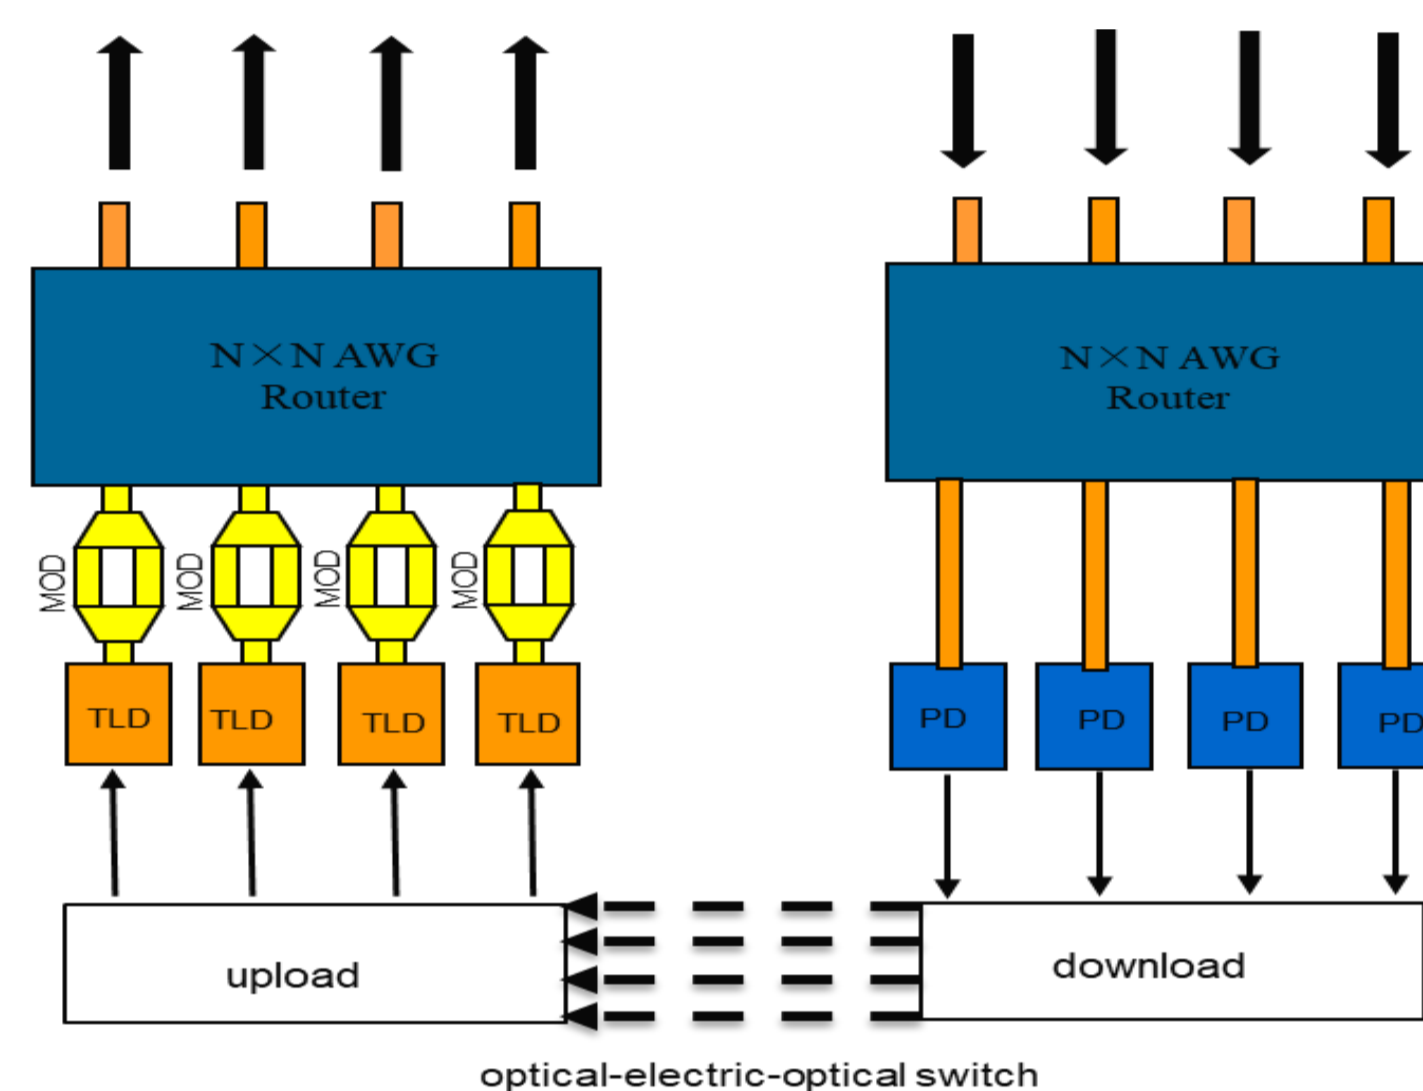 N×N AWG
Router
N×N AWG
Router
MOD
MOD
MOD
MOD
TLD
TLD
TLD
TLD
PD
PD
PD
PD
upload
download
optical-electric-optical switch